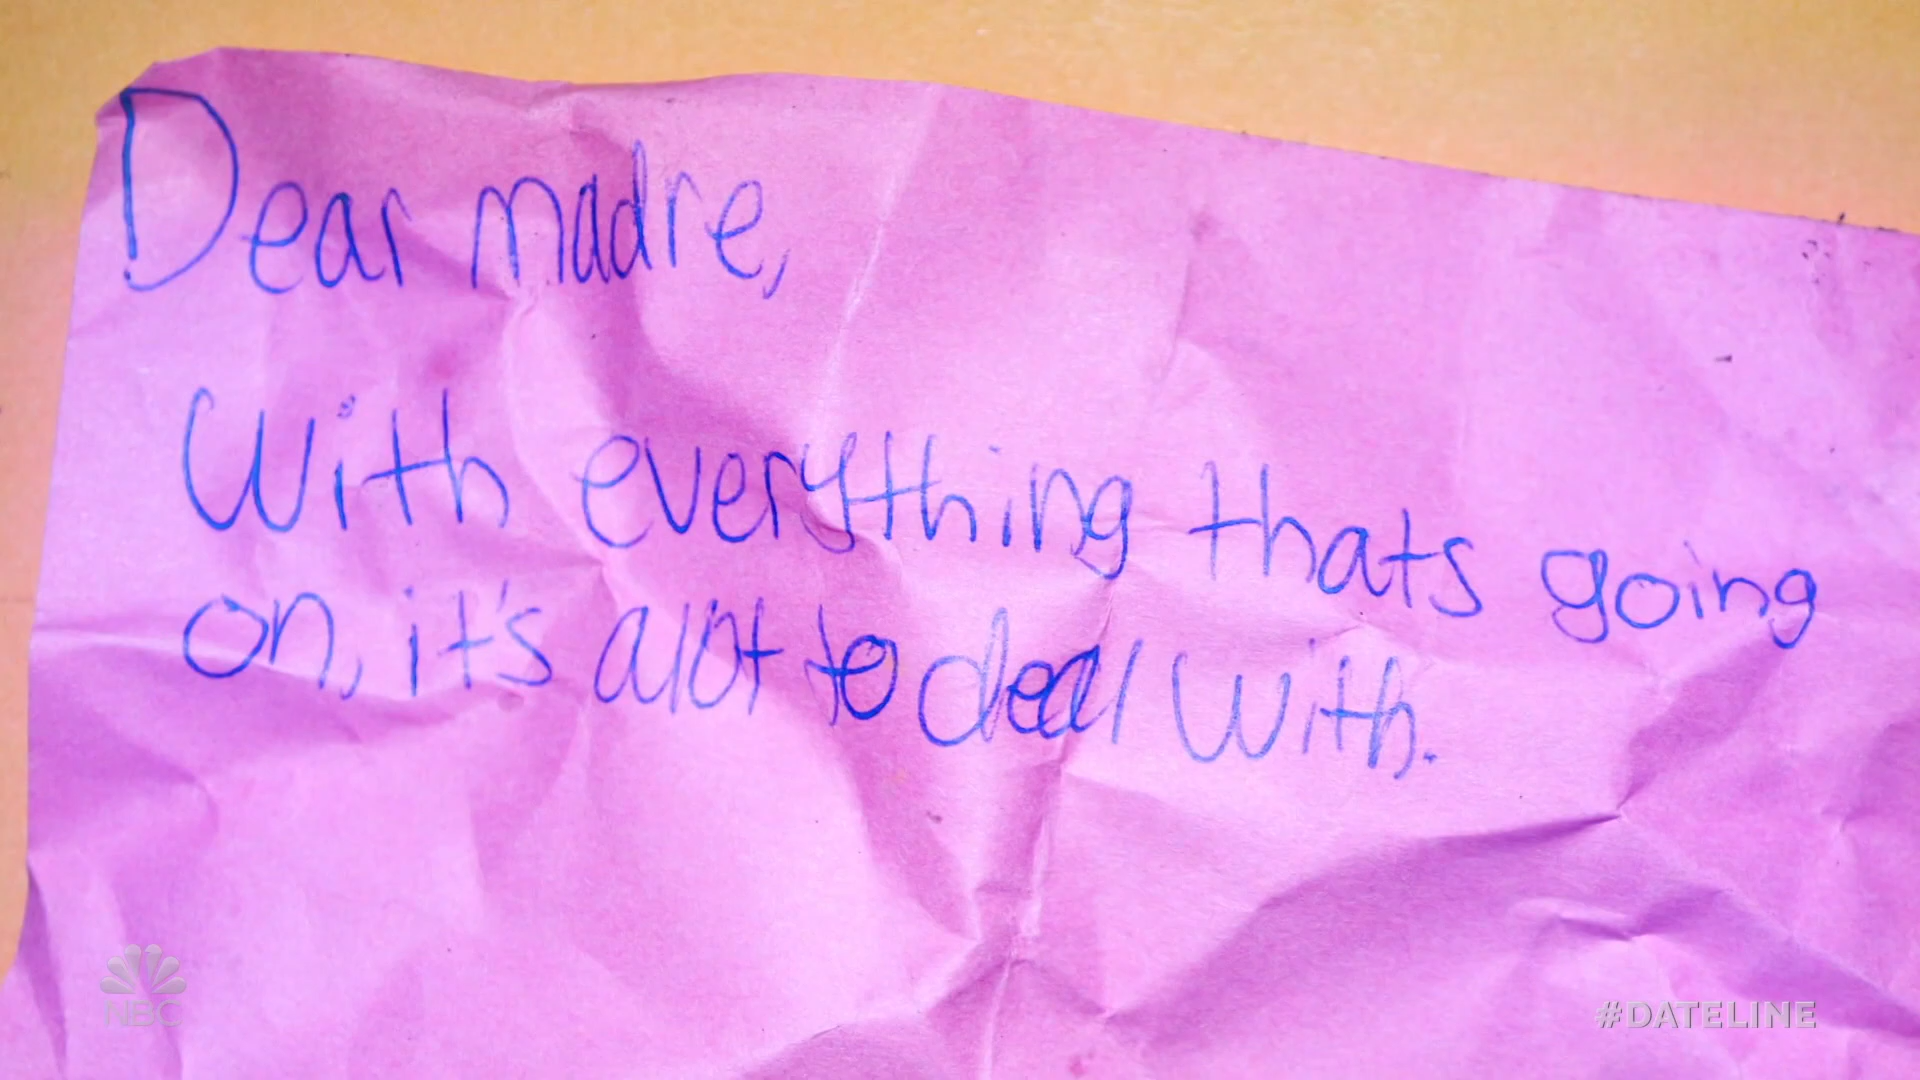 Dear madre,
With everything thats going
on, it's alot to deal with.
NBC
#DATELINE